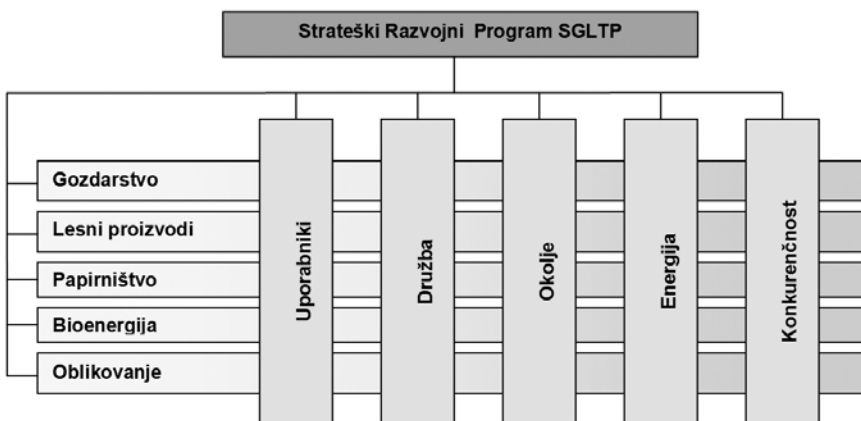 Strateški Razvojni Program SGLTP
Gozdarstvo
Lesni proizvodi
Papirništvo
Bioenergija
Oblikovanje
Uporabniki
Družba
Okolje
Energija
Konkurenčnost